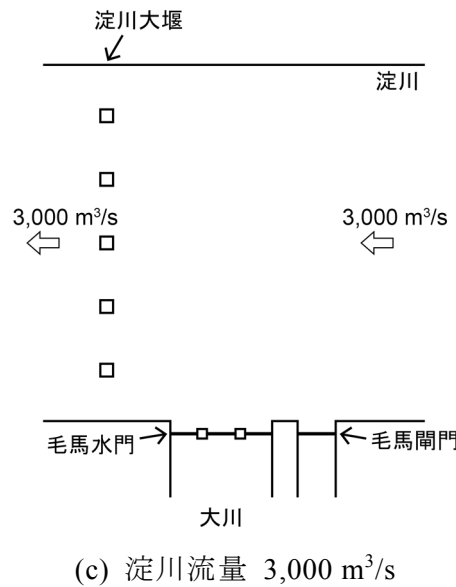 淀川大堰
淀川
3,000 m³/s
3,000 m³/s
毛馬水門
毛馬閘門
大川
(c) 淀川流量 3,000 m³/s